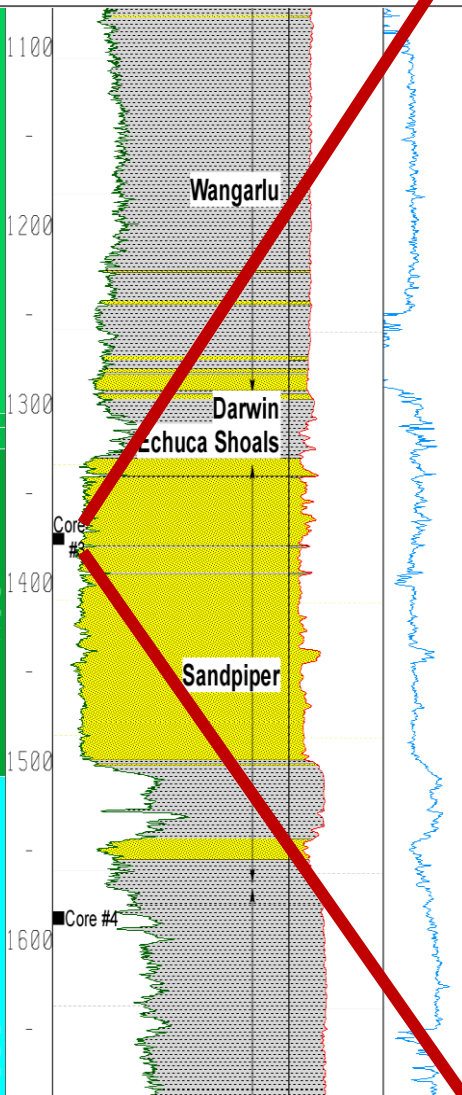 1100
Wangarlu
1200
1300
Darwin
Echuca Shoals
Core
#3
1400
Sandpiper
1500
Core #4
1600